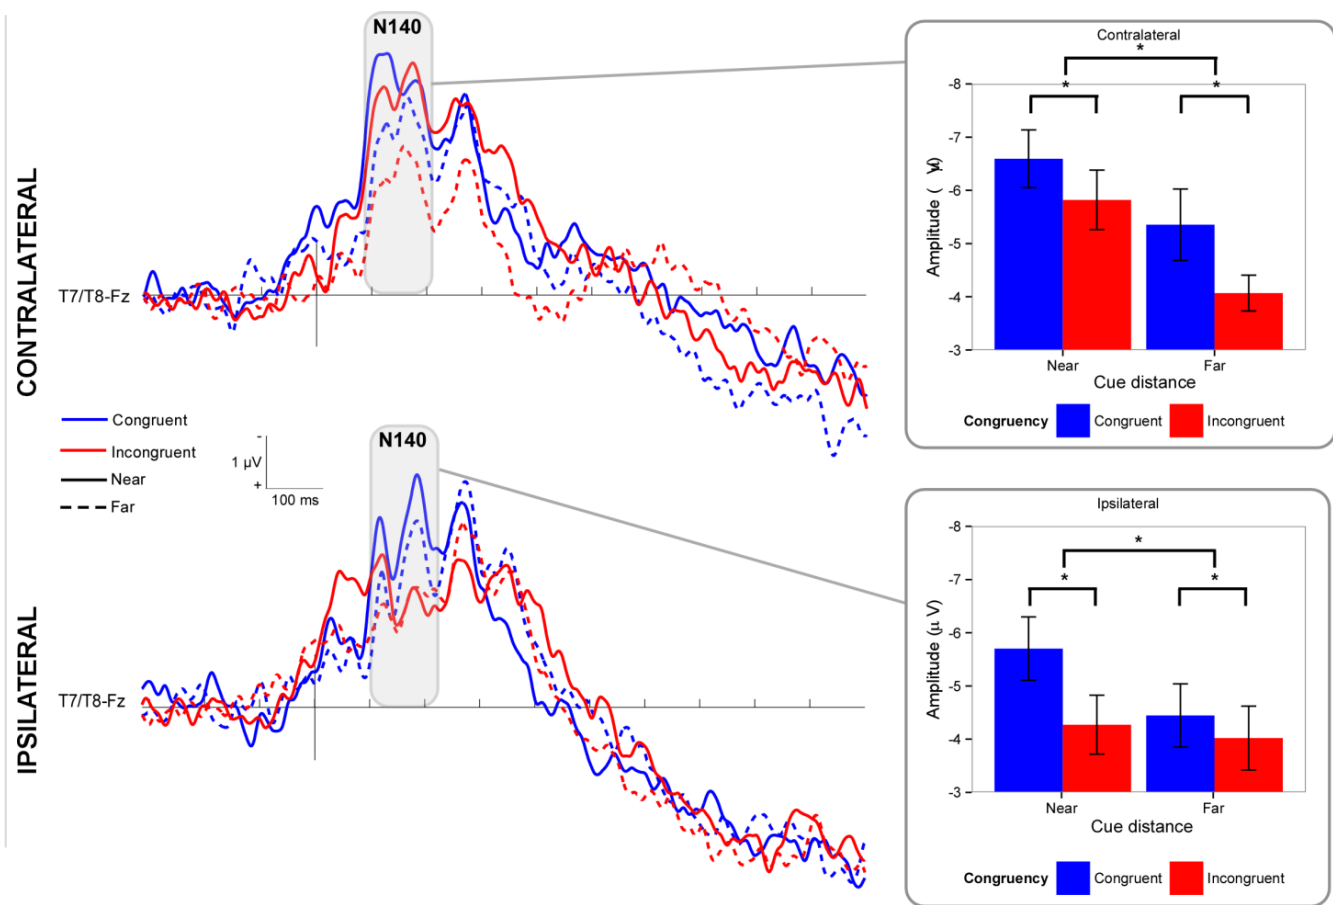 N140
CONTRALATERAL
T7/T8-Fz
Congruent
Incongruent
Near
Far
-
1 μV
+
100 ms
N140
IPSILATERAL
T7/T8-Fz
Contralateral
*
*
*
-8
-7
-6
-5
-4
-3
Amplitude (
Near
Far
Cue distance
Congruency Congruent Incongruent
Ipsilateral
*
*
*
-8
-7
-6
-5
-4
-3
Amplitude (μ V)
Near
Far
Cue distance
Congruency Congruent Incongruent